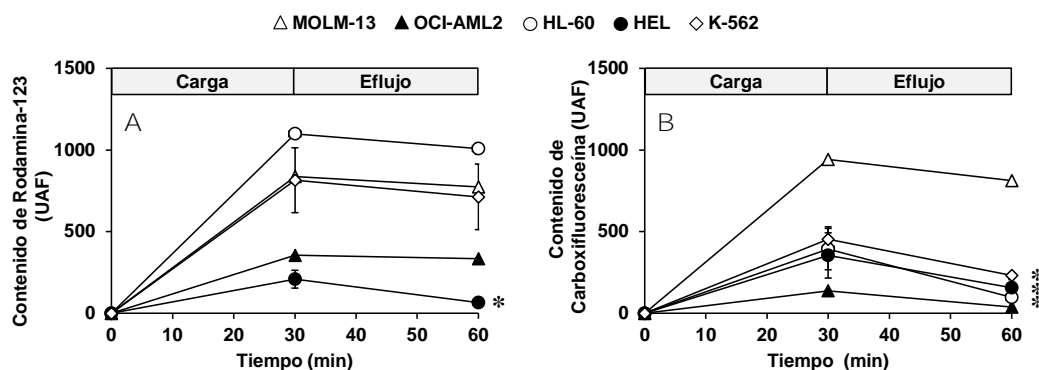 MOLM-13 OCI-AML2 HL-60 HEL K-562
Contenido de Rodamina-123
(UAF)
1500
1000
500
0
Carga Eflujo
A
*
0 10 20 30 40 50 60
Tiempo (min)
Contenido de
Carboxifluoresceína (UAF)
1500
1000
500
0
Carga Eflujo
B
*
*
*
*
0 10 20 30 40 50 60
Tiempo (min)